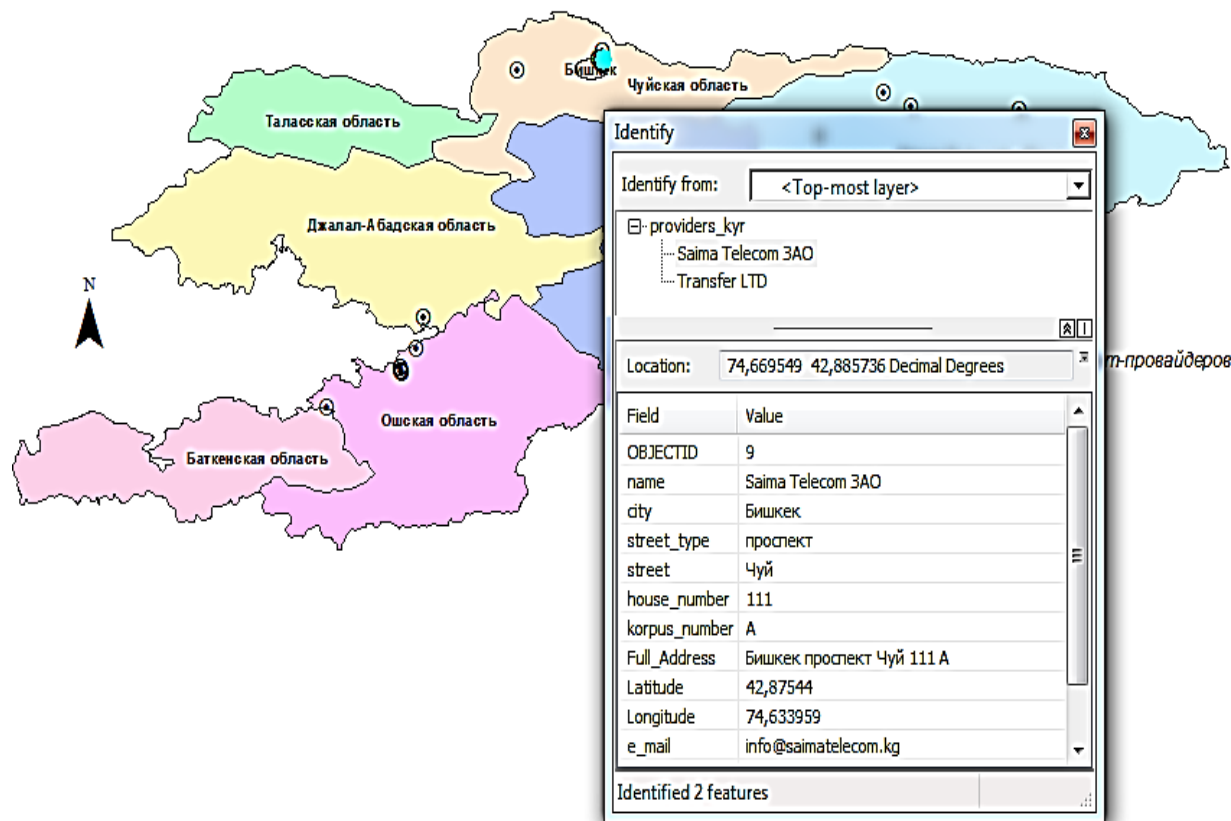 Бишкек
Чуйская область
Таласская область
Джалал-Абадская область
N
Ошская область
Баткенская область
т-провайдеров
Identify
Identify from: <Top-most layer>
providers_kyr
Saima Telecom ЗАО
Transfer LTD
Location: 74,669549 42,885736 Decimal Degrees
Field Value
OBJECTID 9
name Saima Telecom ЗАО
city Бишкек
street_type проспект
street Чуй
house_number 111
korpus_number А
Full_Address Бишкек проспект Чуй 111 А
Latitude 42,87544
Longitude 74,633959
e_mail info@saimatelecom.kg
Identified 2 features